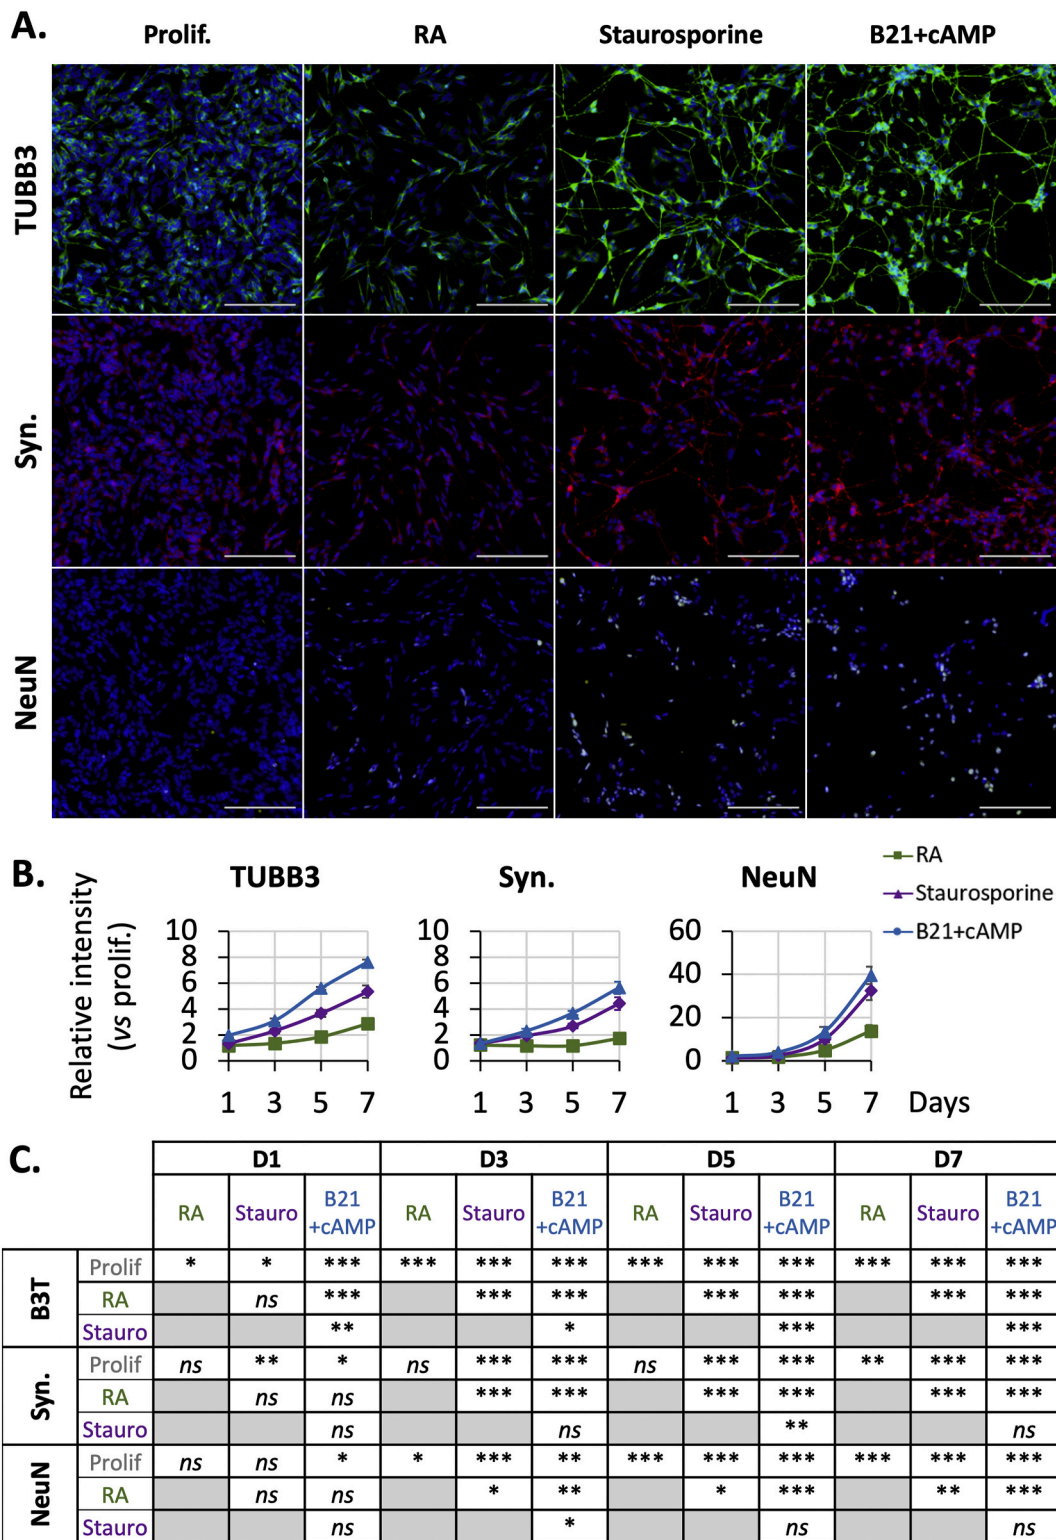 A.
Prolif. RA Staurosporine B21+cAMP
TUBB3
Syn.
NeuN
B.
Relative intensity
(vs prolif.)
TUBB3 Syn. NeuN
RA
Staurosporine
B21+cAMP
10 8 6 4 2 0
10 8 6 4 2 0
60 40 20 0
1 3 5 7 1 3 5 7 1 3 5 7 Days
C.
D1 D3 D5 D7
RA Stauro B21 +cAMP RA Stauro B21 +cAMP RA Stauro B21 +cAMP RA Stauro B21 +cAMP
B3T
Prolif * * *** *** *** *** *** *** *** *** *** ***
RA ns *** *** *** *** *** *** ***
Stauro ** * *** ***
Syn.
Prolif ns ** * ns *** *** ns *** *** ** *** ***
RA ns ns *** *** *** *** *** ***
Stauro ns ns ** ns
NeuN
Prolif ns ns * * *** ** *** *** *** *** *** ***
RA ns ns * ** * *** ** ***
Stauro ns * ns ns